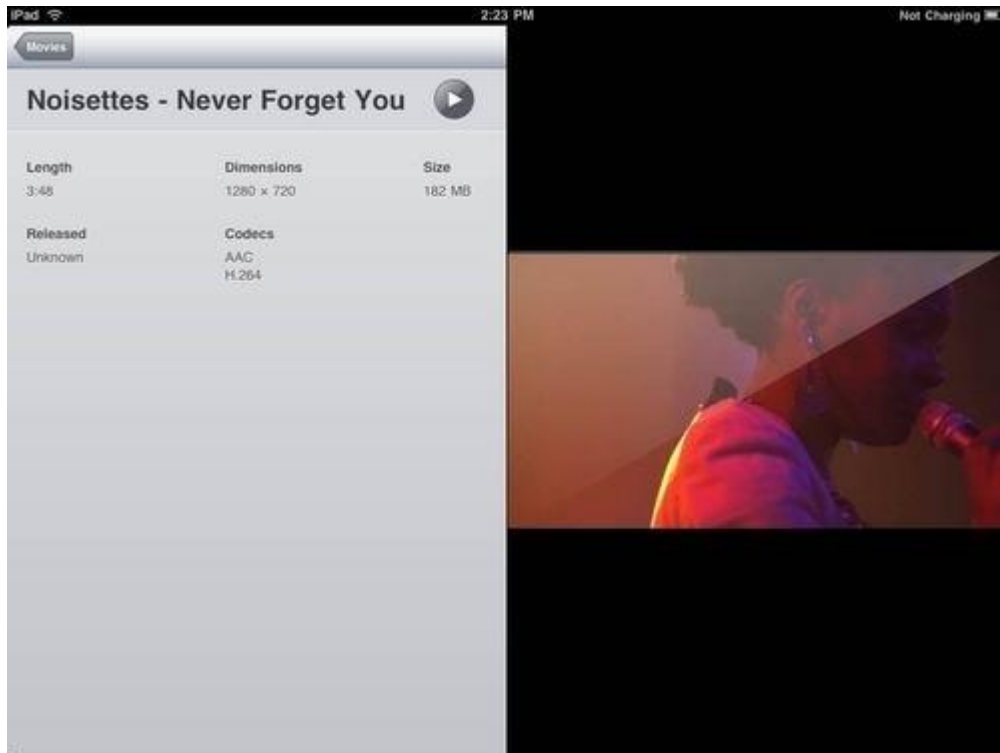 iPad 2:23 PM Not Charging
Movies
Noisettes - Never Forget You
Length Dimensions Size
3:48 1280 × 720 182 MB
Released Codecs
Unknown AAC
H.264